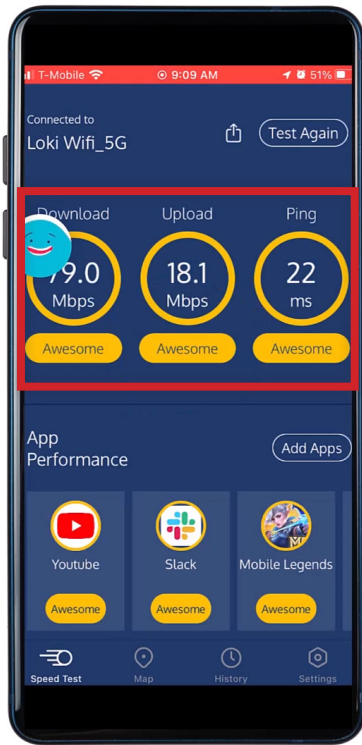 T-Mobile 9:09 AM 51%
Connected to
Loki Wifi_5G
Test Again
Download Upload Ping
79.0 18.1 22
Mbps Mbps ms
Awesome Awesome Awesome
App
Performance
Add Apps
Youtube Slack Mobile Legends
Awesome Awesome Awesome
Speed Test Map History Settings